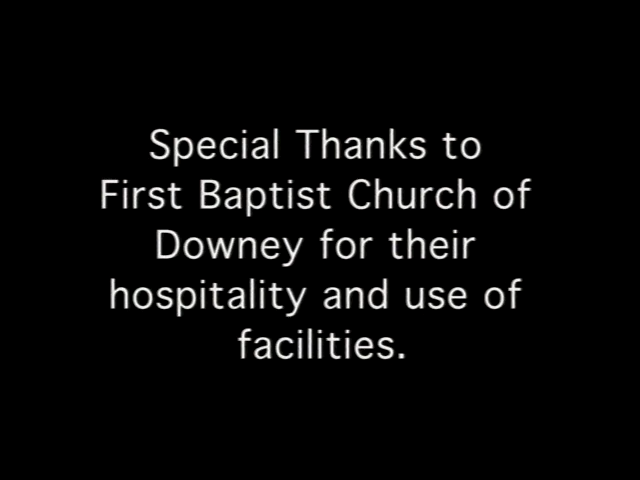 Special Thanks to
First Baptist Church of
Downey for their
hospitality and use of
facilities.